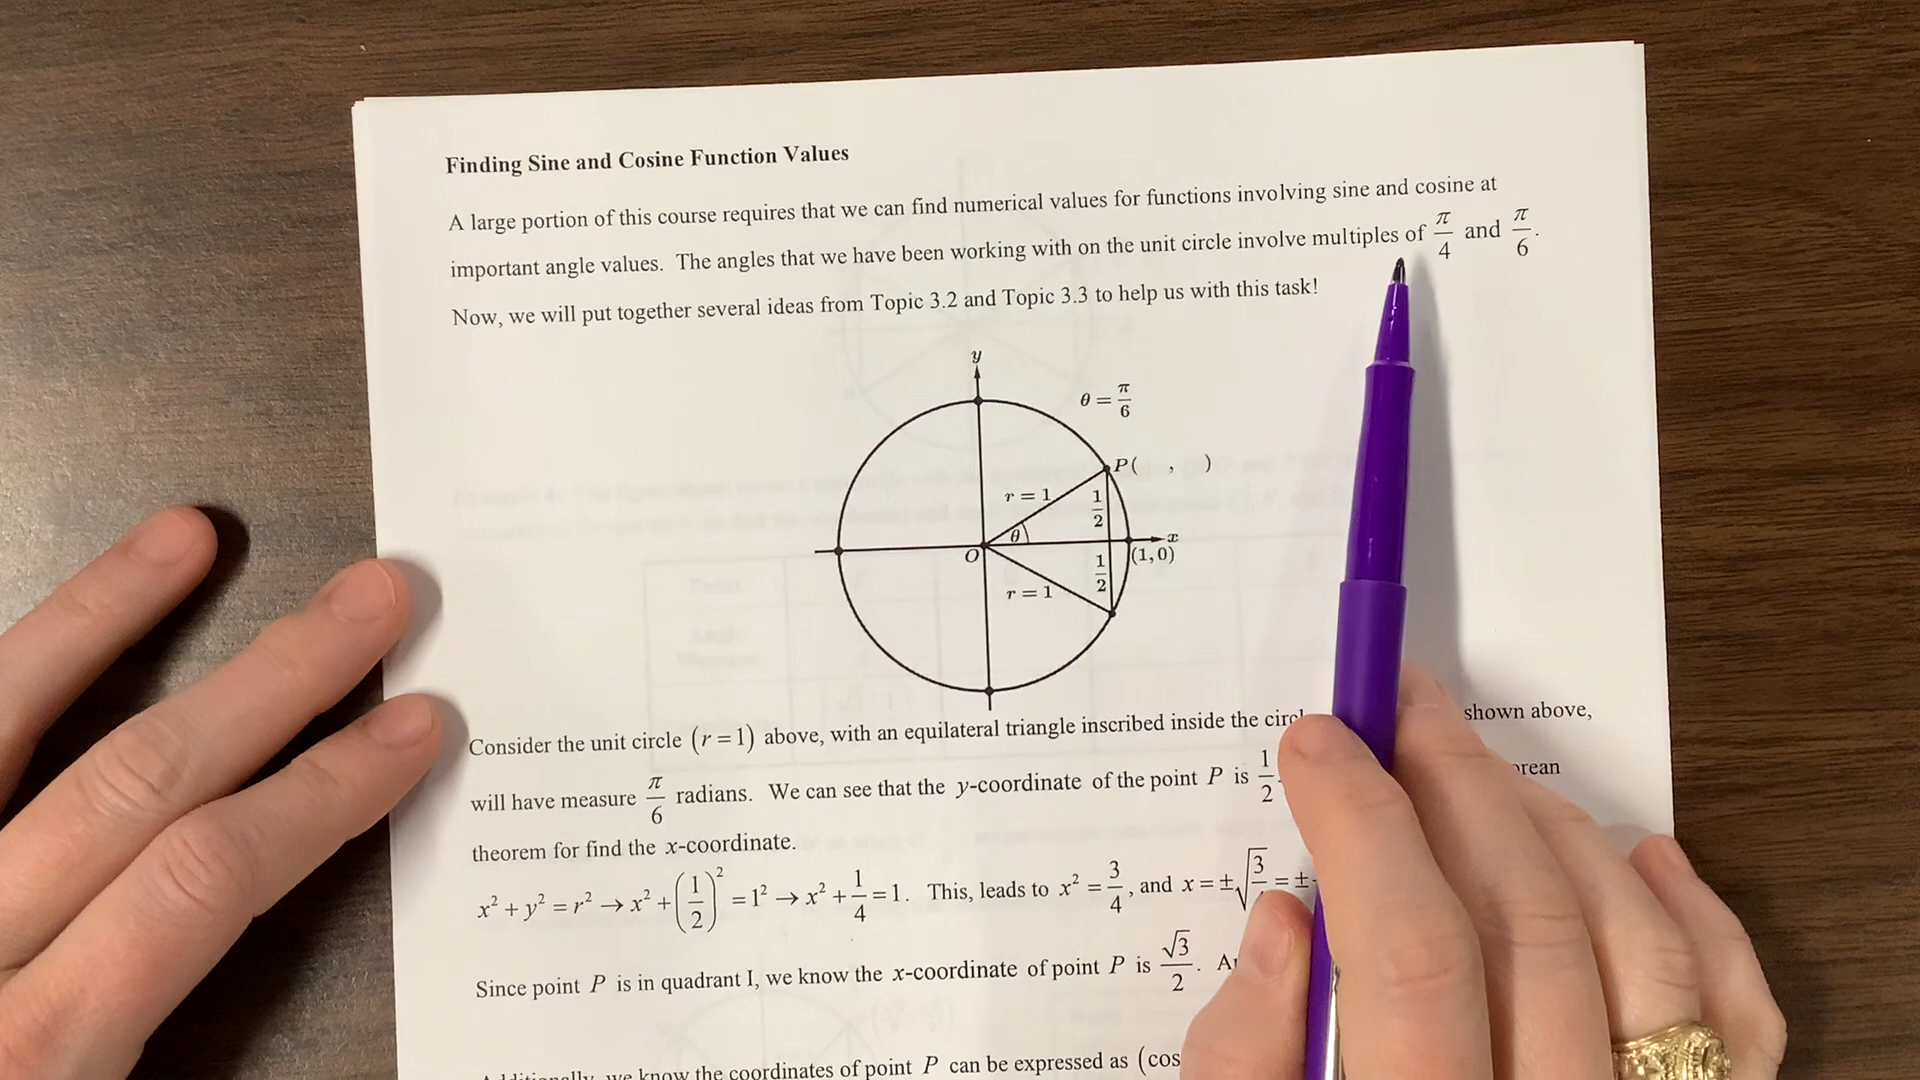 Finding Sine and Cosine Function Values
A large portion of this course requires that we can find numerical values for functions involving sine and cosine at
important angle values. The angles that we have been working with on the unit circle involve multiples of π/4 and π/6.
Now, we will put together several ideas from Topic 3.2 and Topic 3.3 to help us with this task!
y
θ = π/6
P( , )
r = 1
1/2
θ
x
O
(1, 0)
1/2
r = 1
Consider the unit circle (r = 1) above, with an equilateral triangle inscribed inside the shown above,
will have measure π/6 radians. We can see that the y-coordinate of the point P is 1/2.
theorem for find the x-coordinate.
x² + y² = r² → x² + (1/2)² = 1² → x² + 1/4 = 1. This, leads to x² = 3/4, and x = ±√3 = ±
Since point P is in quadrant I, we know the x-coordinate of point P is √3/2.
we know the coordinates of point P can be expressed as (cos